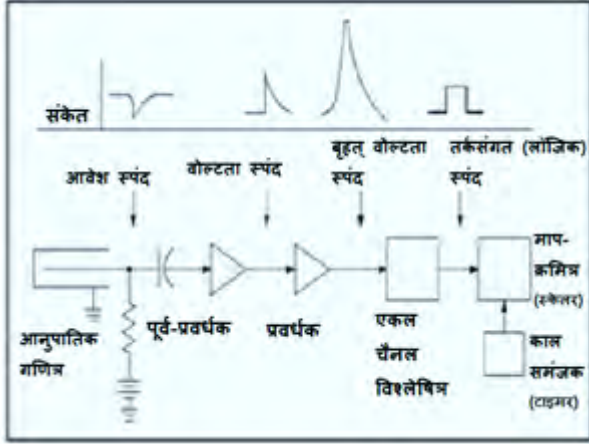 संकेत
आवेश स्पंद
वोल्टता स्पंद
बृहत् वोल्टता
स्पंद
तर्कसंगत (लॉजिक)
स्पंद
आनुपातिक
गणित्र
पूर्व-प्रवर्धक
प्रवर्धक
एकल
चैनल
विश्लेषित्र
माप-
क्रमित्र
(स्केलर)
काल
समंजक
(टाइमर)